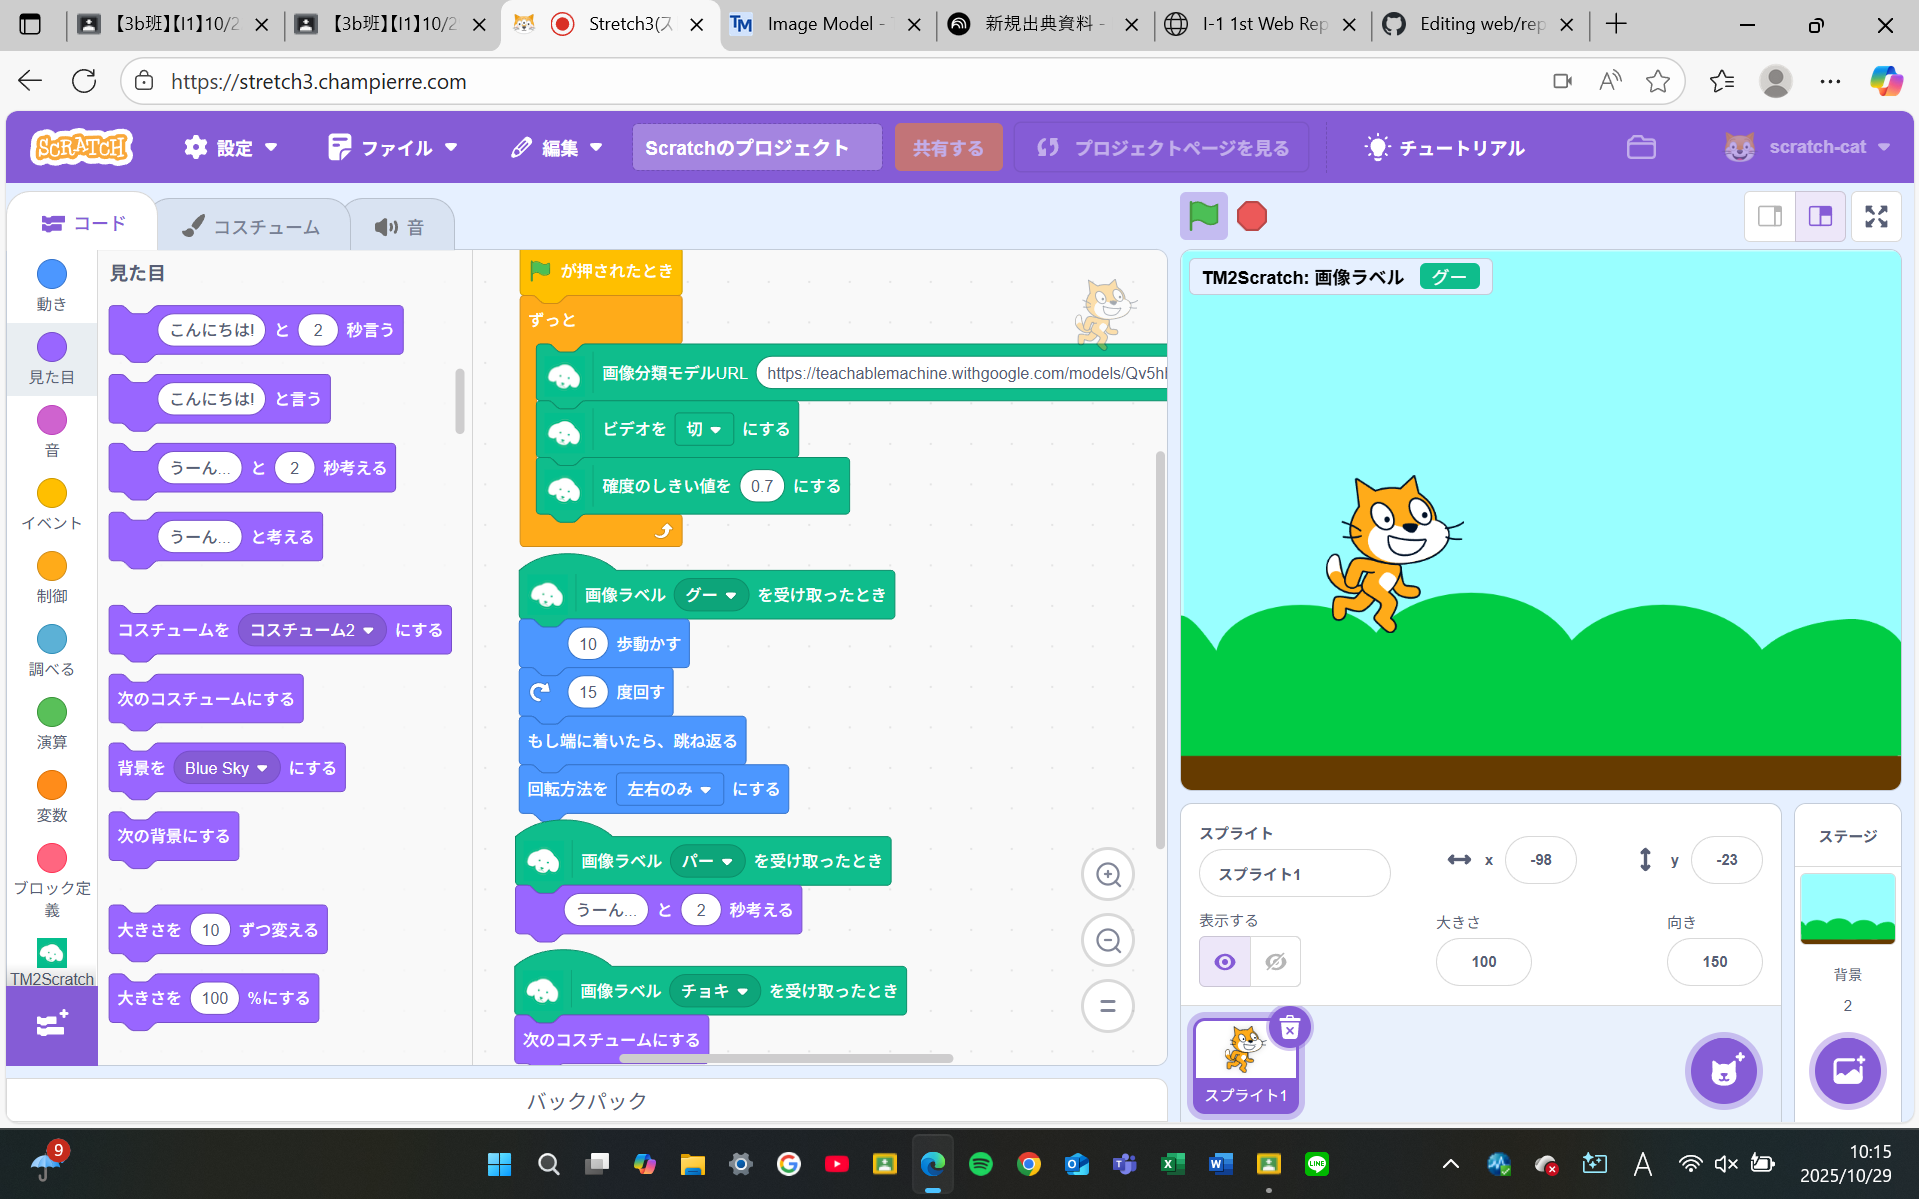 【3b班】【I1】10/2
【3b班】【I1】10/2
Stretch3(ス
TM Image Model -
新規出典資料 -
I-1 1st Web Rep
Editing web/rep
https://stretch3.champierre.com
SCRATCH
設定
ファイル
編集
Scratchのプロジェクト
共有する
プロジェクトページを見る
チュートリアル
scratch-cat
コード
コスチューム
音
動き
見た目
音
イベント
制御
調べる
演算
変数
ブロック定
義
TM2Scratch
見た目
こんにちは! と 2 秒言う
こんにちは! と言う
うーん... と 2 秒考える
うーん... と考える
コスチュームを コスチューム2 にする
次のコスチュームにする
背景を Blue Sky にする
次の背景にする
大きさを 10 ずつ変える
大きさを 100 %にする
が押されたとき
ずっと
画像分類モデルURL https://teachablemachine.withgoogle.com/models/Qv5hl
ビデオを 切 にする
確度のしきい値を 0.7 にする
画像ラベル グー を受け取ったとき
10 歩動かす
15 度回す
もし端に着いたら、跳ね返る
回転方法を 左右のみ にする
画像ラベル パー を受け取ったとき
うーん... と 2 秒考える
画像ラベル チョキ を受け取ったとき
次のコスチュームにする
バックパック
TM2Scratch: 画像ラベル グー
スプライト
スプライト1
x -98
y -23
表示する
大きさ
100
向き
150
スプライト1
ステージ
背景
2
9
A
10:15
2025/10/29